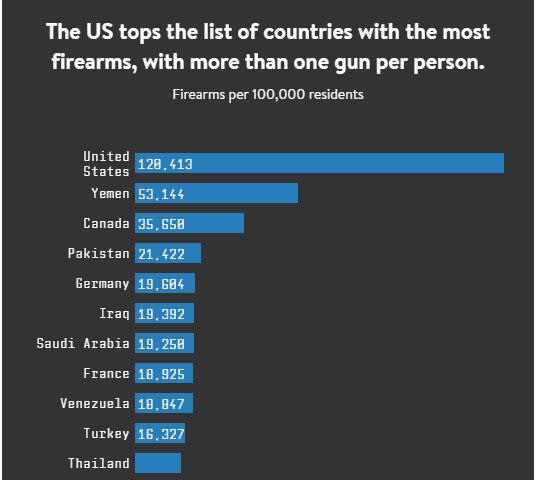 The US tops the list of countries with the most
firearms, with more than one gun per person.
Firearms per 100,000 residents
United
States 120,413
Yemen 53,144
Canada 35,650
Pakistan 21,422
Germany 19,604
Iraq 19,392
Saudi Arabia 19,250
France 18,925
Venezuela 18,847
Turkey 16,327
Thailand